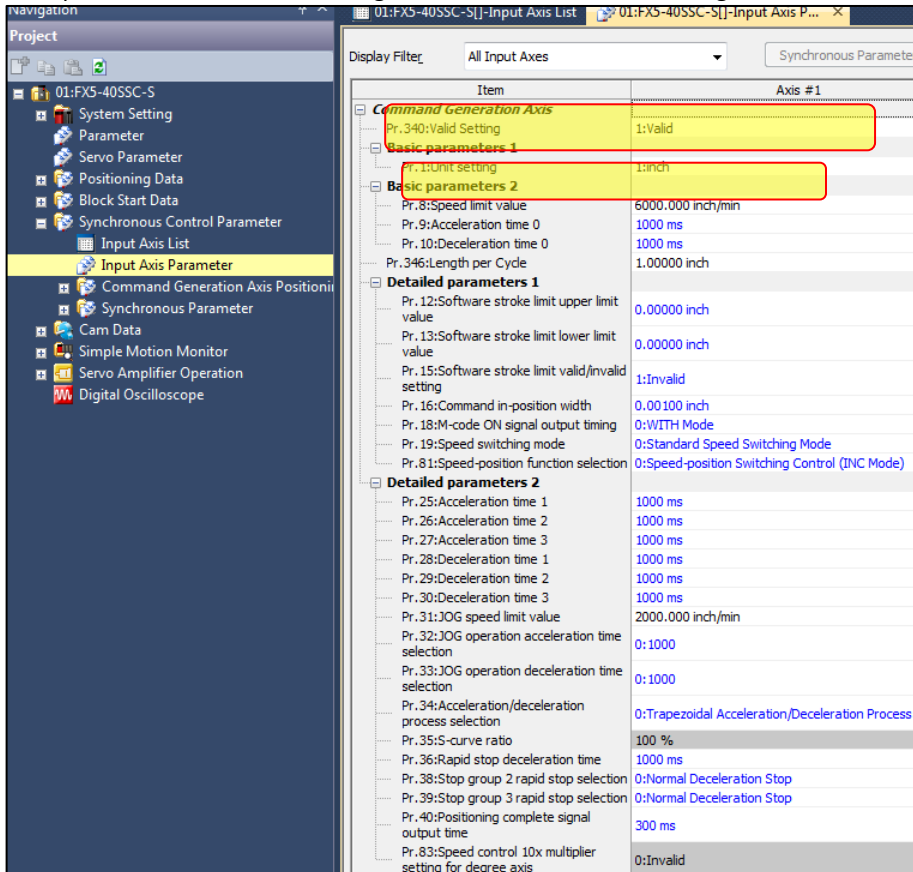 Navigation
01:FX5-40SSC-S[]-Input Axis List
01:FX5-40SSC-S[]-Input Axis P...
Project
Display Filter
All Input Axes
Synchronous Paramete
01:FX5-40SSC-S
System Setting
Parameter
Servo Parameter
Positioning Data
Block Start Data
Synchronous Control Parameter
Input Axis List
Input Axis Parameter
Command Generation Axis Positioni
Synchronous Parameter
Cam Data
Simple Motion Monitor
Servo Amplifier Operation
Digital Oscilloscope
Item Axis #1
Command Generation Axis
Pr.340:Valid Setting 1:Valid
Basic parameters 1
Pr.1:Unit setting 1:inch
Basic parameters 2
Pr.8:Speed limit value 6000.000 inch/min
Pr.9:Acceleration time 0 1000 ms
Pr.10:Deceleration time 0 1000 ms
Pr.346:Length per Cycle 1.00000 inch
Detailed parameters 1
Pr.12:Software stroke limit upper limit
value 0.00000 inch
Pr.13:Software stroke limit lower limit
value 0.00000 inch
Pr.15:Software stroke limit valid/invalid
setting 1:Invalid
Pr.16:Command in-position width 0.00100 inch
Pr.18:M-code ON signal output timing 0:WITH Mode
Pr.19:Speed switching mode 0:Standard Speed Switching Mode
Pr.81:Speed-position function selection 0:Speed-position Switching Control (INC Mode)
Detailed parameters 2
Pr.25:Acceleration time 1 1000 ms
Pr.26:Acceleration time 2 1000 ms
Pr.27:Acceleration time 3 1000 ms
Pr.28:Deceleration time 1 1000 ms
Pr.29:Deceleration time 2 1000 ms
Pr.30:Deceleration time 3 1000 ms
Pr.31:JOG speed limit value 2000.000 inch/min
Pr.32:JOG operation acceleration time
selection 0:1000
Pr.33:JOG operation deceleration time
selection 0:1000
Pr.34:Acceleration/deceleration
process selection 0:Trapezoidal Acceleration/Deceleration Process
Pr.35:S-curve ratio 100 %
Pr.36:Rapid stop deceleration time 1000 ms
Pr.38:Stop group 2 rapid stop selection 0:Normal Deceleration Stop
Pr.39:Stop group 3 rapid stop selection 0:Normal Deceleration Stop
Pr.40:Positioning complete signal
output time 300 ms
Pr.83:Speed control 10x multiplier
setting for degree axis 0:Invalid